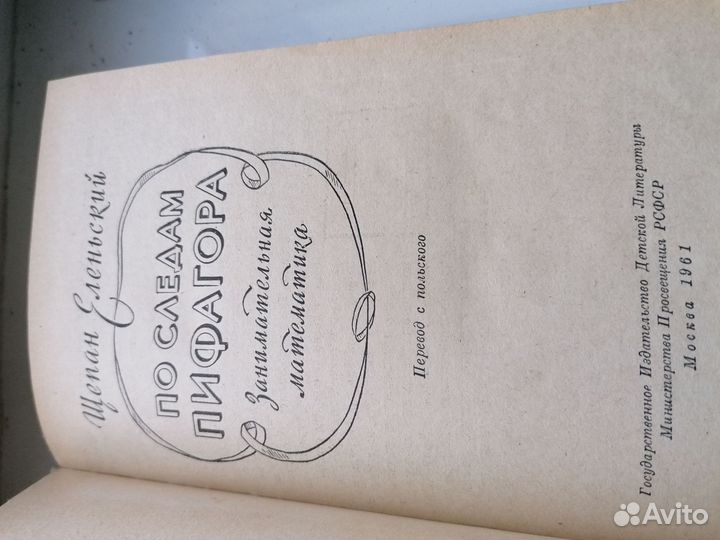 Щепан Еленьский
ПО СЛЕДАМ
ПИФАГОРА
Занимательная
математика
Перевод с польского
Государственное Издательство Детской Литературы
Министерства Просвещения РСФСР
Москва 1961
Avito